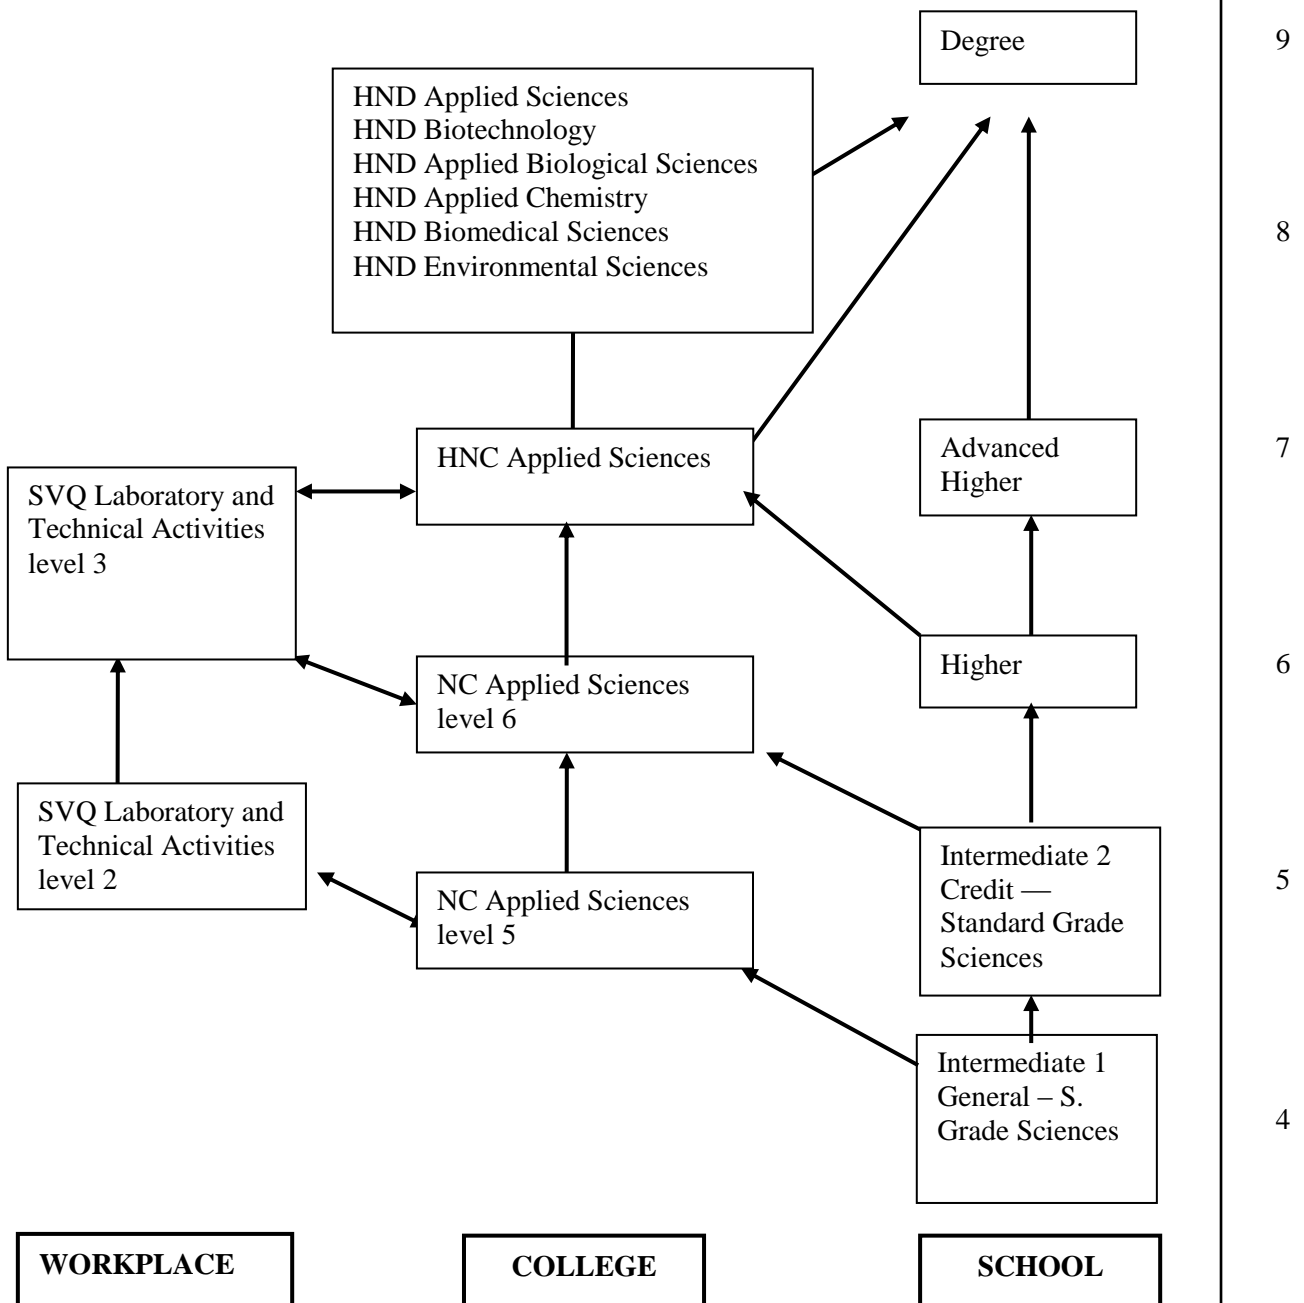 Degree
9
HND Applied Sciences
HND Biotechnology
HND Applied Biological Sciences
HND Applied Chemistry
HND Biomedical Sciences
HND Environmental Sciences
8
HNC Applied Sciences
Advanced
Higher
7
SVQ Laboratory and
Technical Activities
level 3
Higher
6
NC Applied Sciences
level 6
SVQ Laboratory and
Technical Activities
level 2
Intermediate 2
Credit —
Standard Grade
Sciences
5
NC Applied Sciences
level 5
Intermediate 1
General – S.
Grade Sciences
4
WORKPLACE
COLLEGE
SCHOOL